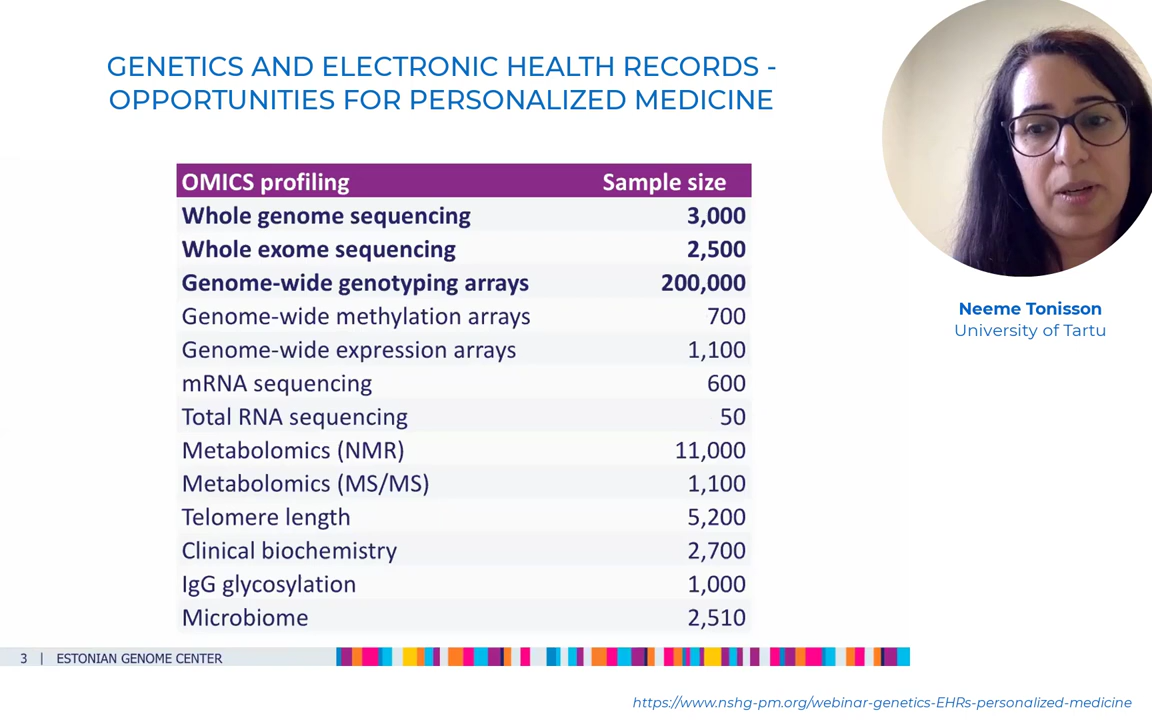 GENETICS AND ELECTRONIC HEALTH RECORDS -
OPPORTUNITIES FOR PERSONALIZED MEDICINE
OMICS profiling Sample size
Whole genome sequencing 3,000
Whole exome sequencing 2,500
Genome-wide genotyping arrays 200,000
Genome-wide methylation arrays 700
Genome-wide expression arrays 1,100
mRNA sequencing 600
Total RNA sequencing 50
Metabolomics (NMR) 11,000
Metabolomics (MS/MS) 1,100
Telomere length 5,200
Clinical biochemistry 2,700
IgG glycosylation 1,000
Microbiome 2,510
Neeme Tonisson
University of Tartu
3 | ESTONIAN GENOME CENTER
https://www.nshg-pm.org/webinar-genetics-EHRs-personalized-medicine